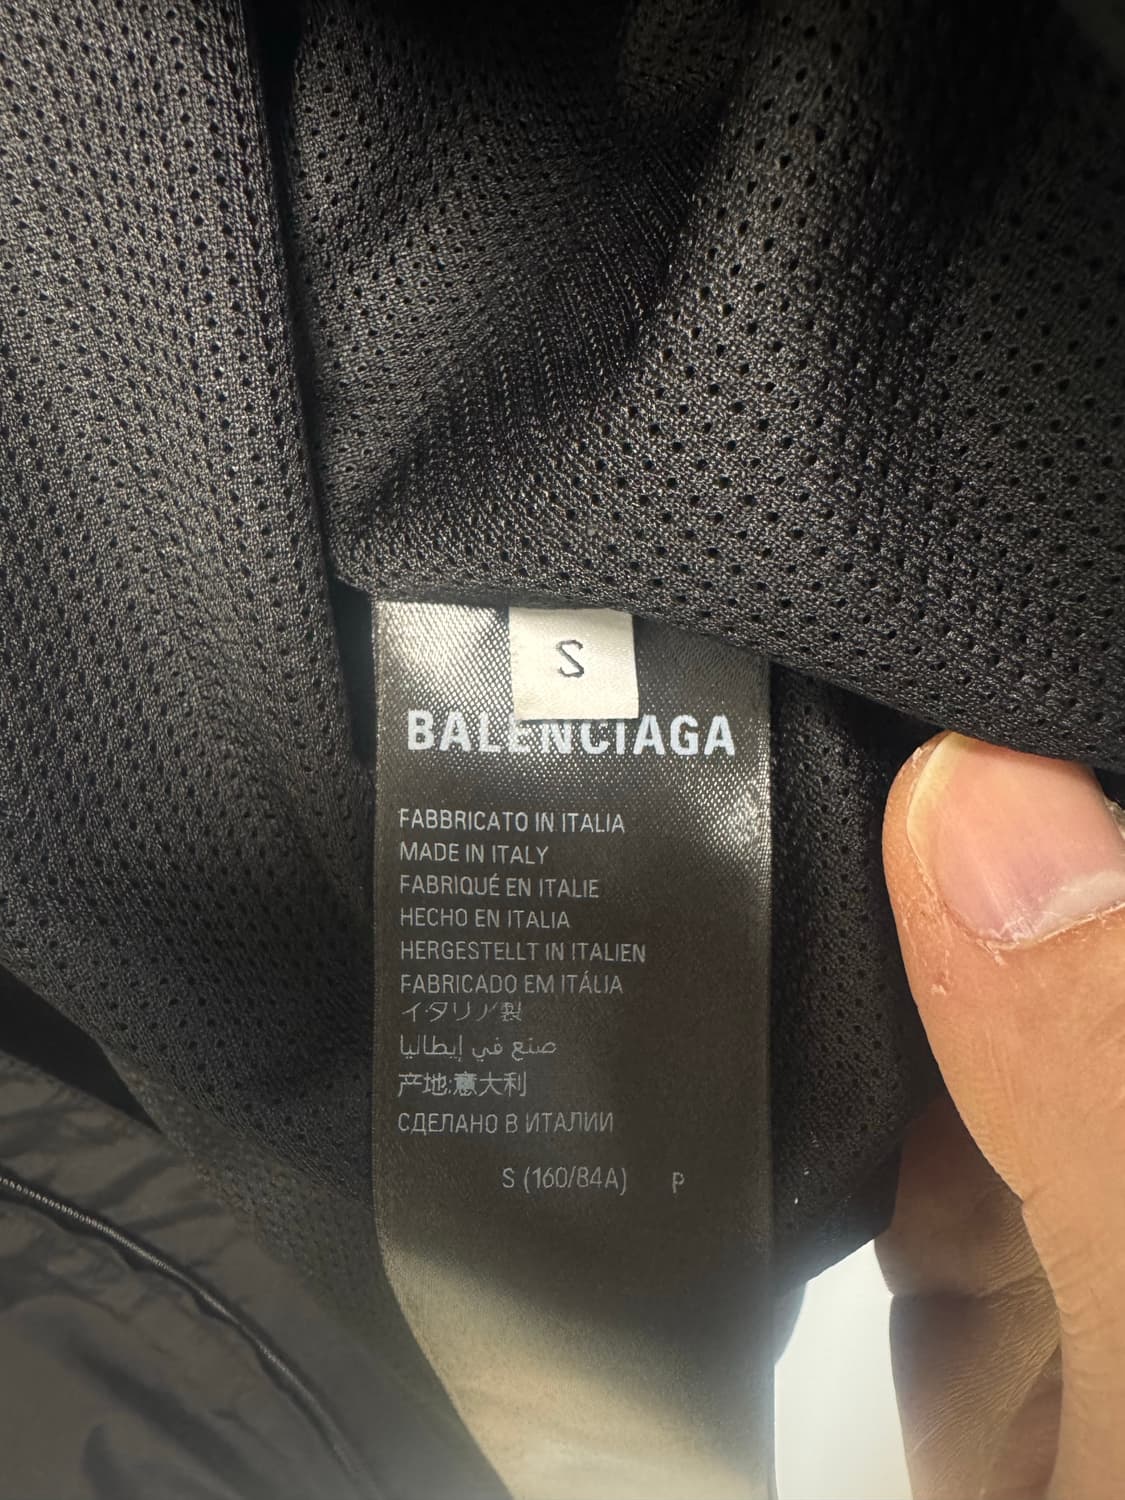 S
BALENCIAGA
FABBRICATO IN ITALIA
MADE IN ITALY
FABRIQUÉ EN ITALIE
HECHO EN ITALIA
HERGESTELLT IN ITALIEN
FABRICADO EM ITÁLIA
イタリア製
صنع في إيطاليا
产地:意大利
СДЕЛАНО В ИТАЛИИ
S (160/84A) P